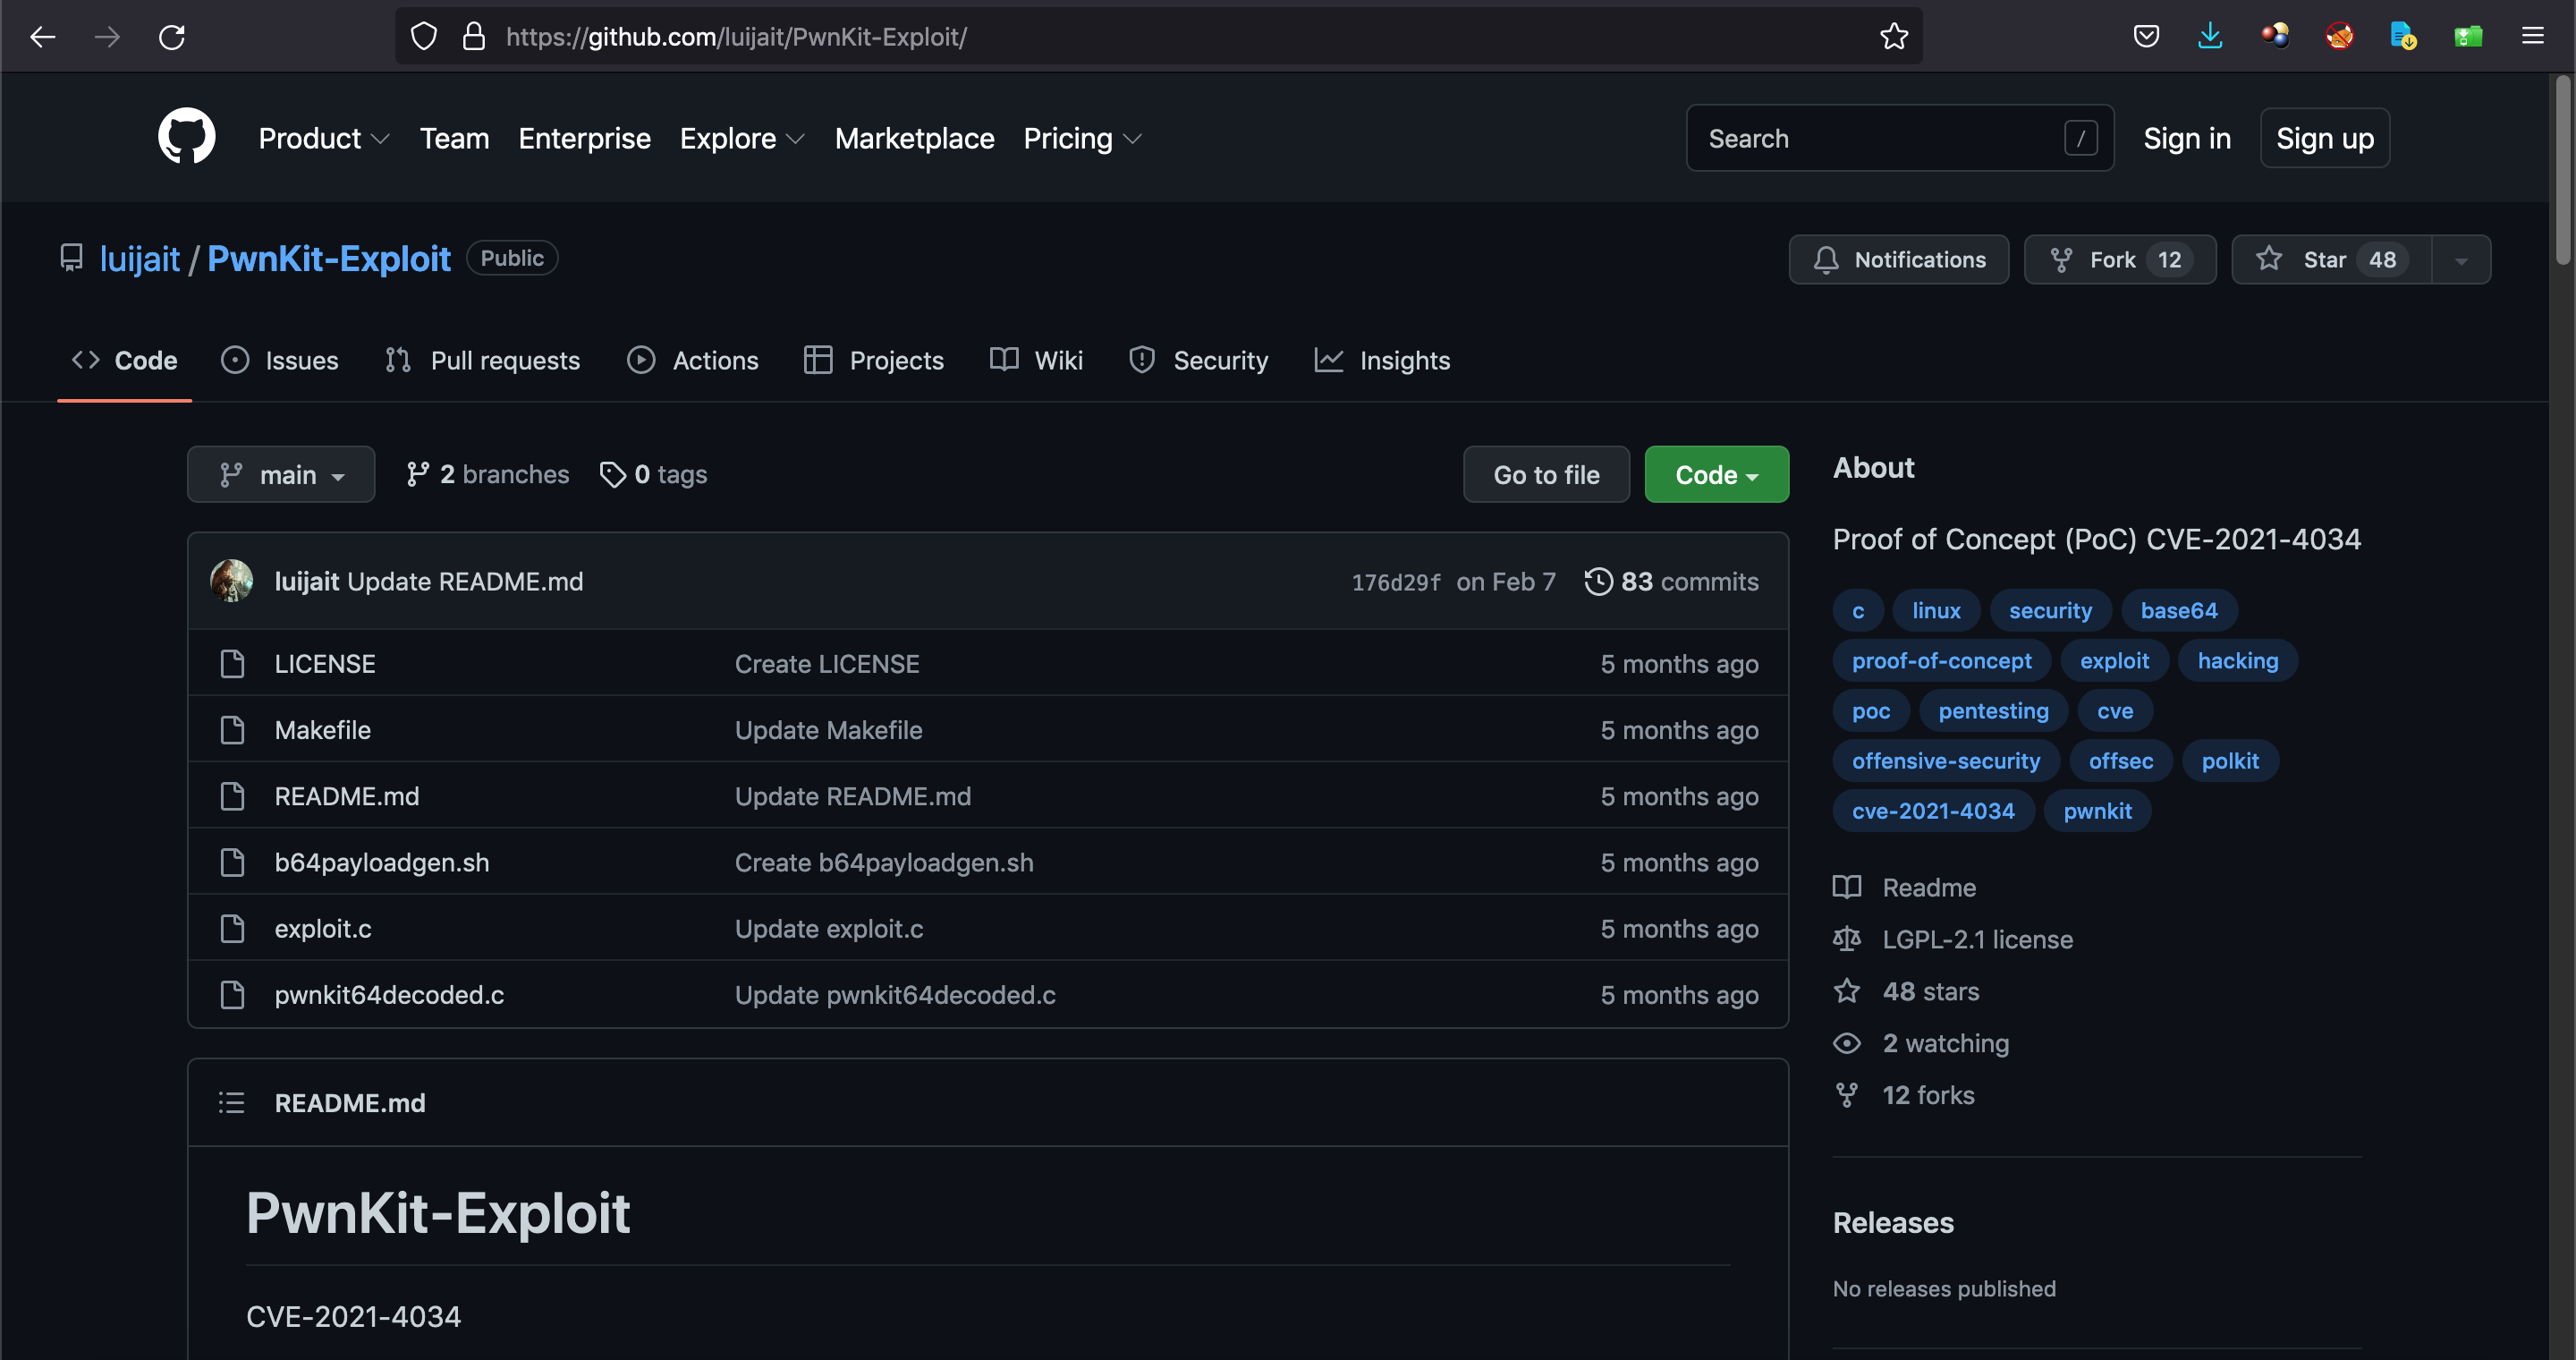 https://github.com/luijait/PwnKit-Exploit/
Product Team Enterprise Explore Marketplace Pricing Search / Sign in Sign up
luijait / PwnKit-Exploit Public Notifications Fork 12 Star 48
Code Issues Pull requests Actions Projects Wiki Security Insights
main 2 branches 0 tags Go to file Code
luijait Update README.md 176d29f on Feb 7 83 commits
LICENSE Create LICENSE 5 months ago
Makefile Update Makefile 5 months ago
README.md Update README.md 5 months ago
b64payloadgen.sh Create b64payloadgen.sh 5 months ago
exploit.c Update exploit.c 5 months ago
pwnkit64decoded.c Update pwnkit64decoded.c 5 months ago
README.md
PwnKit-Exploit
CVE-2021-4034
About
Proof of Concept (PoC) CVE-2021-4034
c linux security base64
proof-of-concept exploit hacking
poc pentesting cve
offensive-security offsec polkit
cve-2021-4034 pwnkit
Readme
LGPL-2.1 license
48 stars
2 watching
12 forks
Releases
No releases published